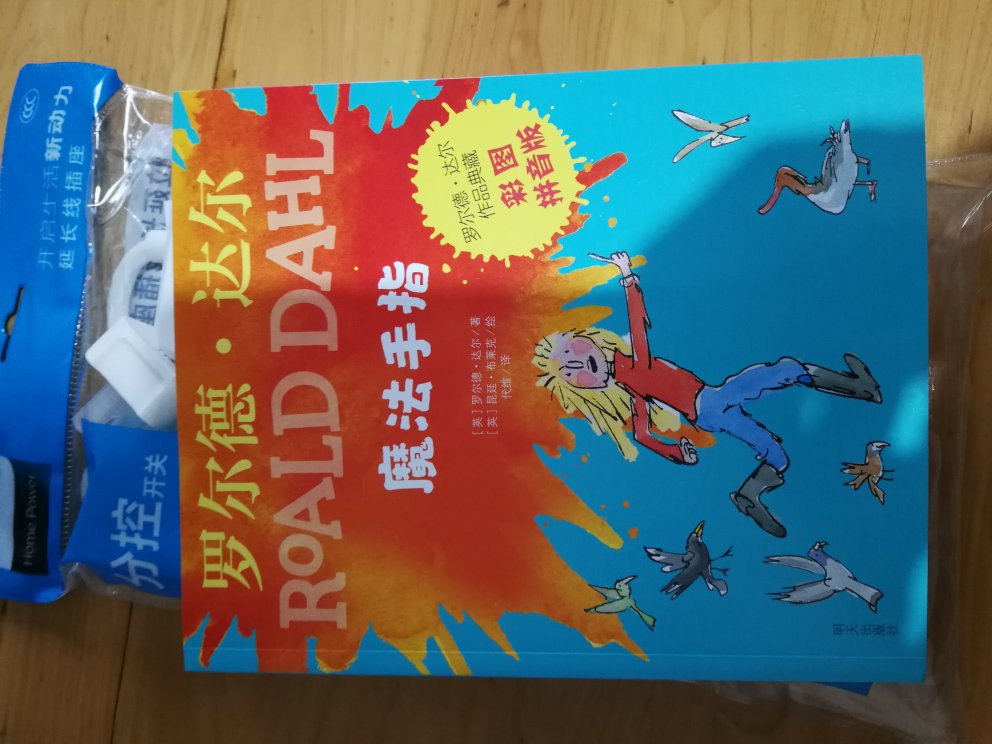 罗尔德·达尔
ROALD DAHL
罗尔德·达尔
作品典藏
彩图
拼音版
魔法手指
[英]罗尔德·达尔/著
[英]昆廷·布莱克/绘
代维/译
明天出版社
开启生活新动力
延长线插座
分控开关
Home Power